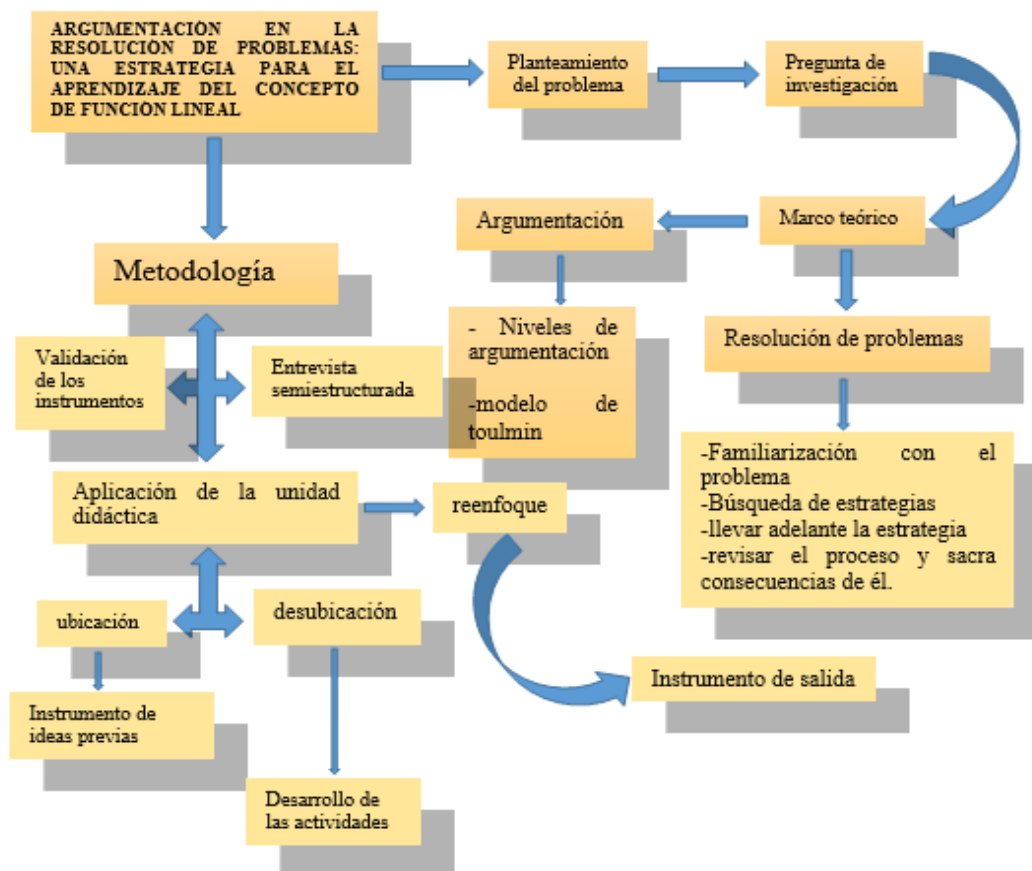 ARGUMENTACIÓN EN LA
RESOLUCIÓN DE PROBLEMAS:
UNA ESTRATEGIA PARA EL
APRENDIZAJE DEL CONCEPTO
DE FUNCIÓN LINEAL
Planteamiento
del problema
Pregunta de
investigación
Argumentación
Marco teórico
Metodología
- Niveles de
argumentación
-modelo de
toulmin
Resolución de problemas
Validación
de los
instrumentos
Entrevista
semiestructurada
-Familiarización con el
problema
-Búsqueda de estrategias
-llevar adelante la estrategia
-revisar el proceso y sacra
consecuencias de él.
Aplicación de la unidad
didáctica
reenfoque
ubicación
desubicación
Instrumento de salida
Instrumento de
ideas previas
Desarrollo de
las actividades